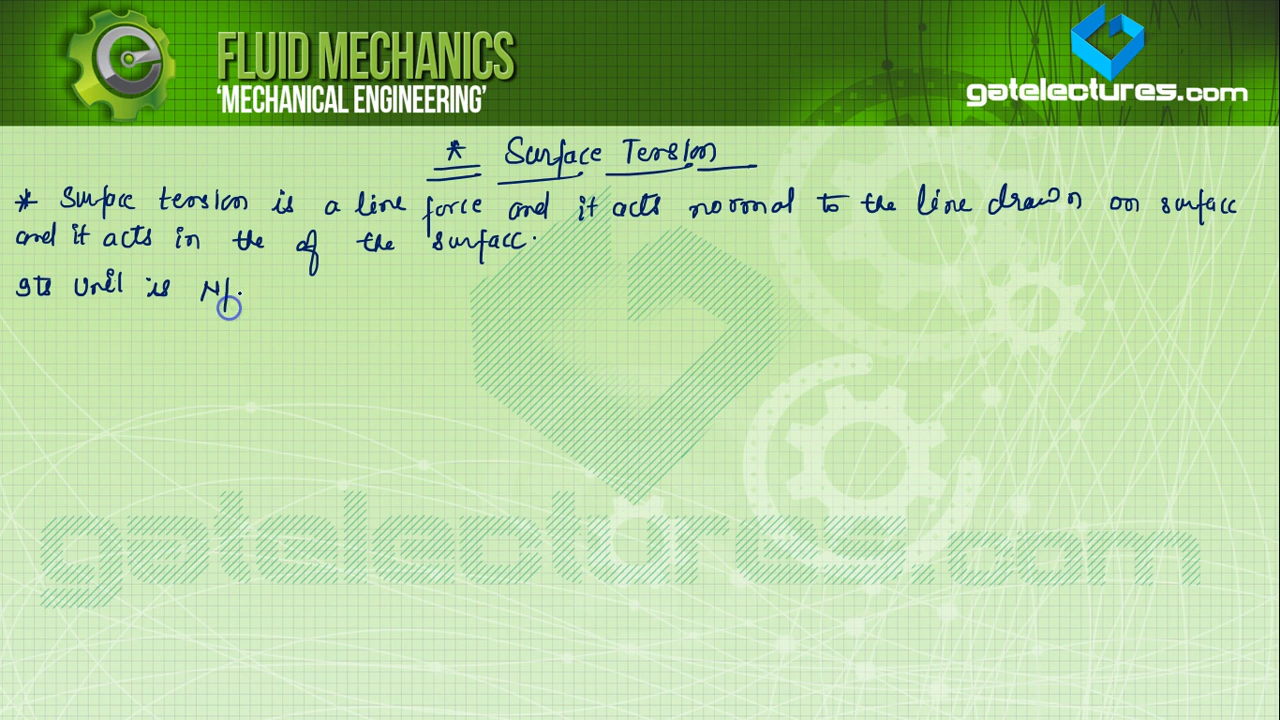 FLUID MECHANICS
'MECHANICAL ENGINEERING'
gatelectures.com
* Surface Tension
* Surface tension is a line force and it acts normal to the line drawn on surface
and it acts in the of the surface.
Its Unit is N/.
gatelectures.com